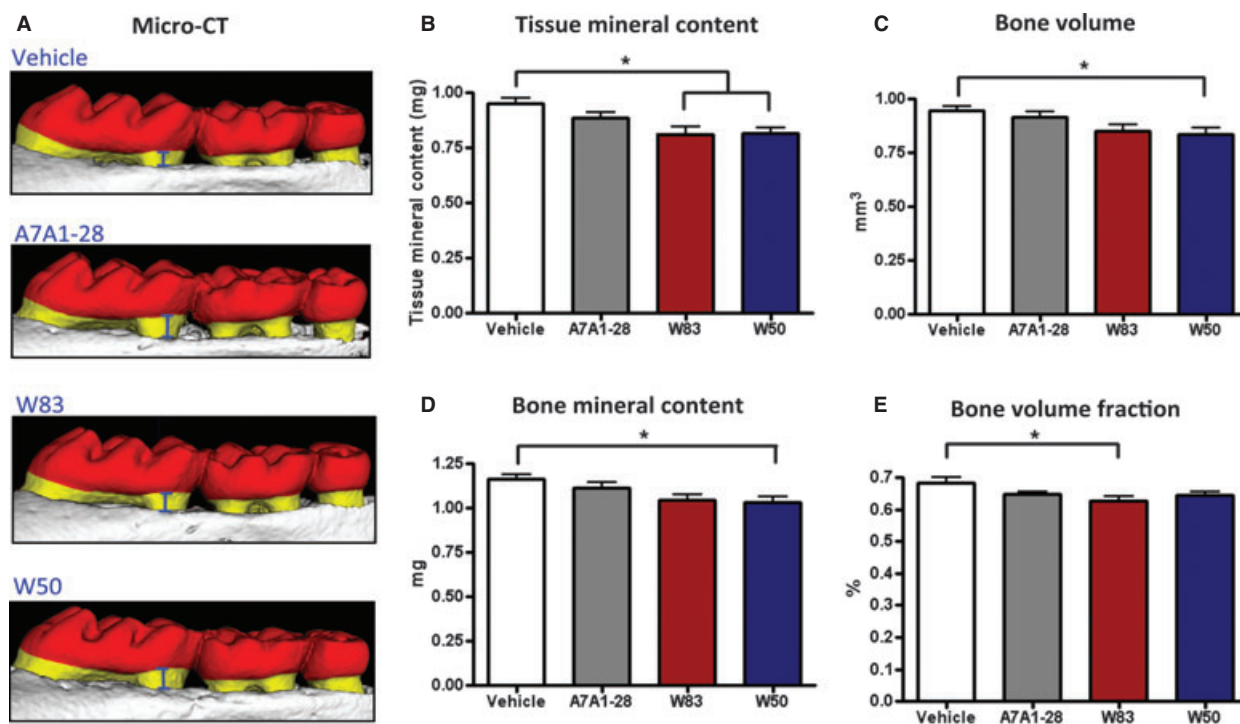 A
Micro-CT
Vehicle
A7A1-28
W83
W50
B
Tissue mineral content
*
Tissue mineral content (mg)
1.00
0.75
0.50
0.25
0.00
Vehicle A7A1-28 W83 W50
C
Bone volume
*
mm³
1.00
0.75
0.50
0.25
0.00
Vehicle A7A1-28 W83 W50
D
Bone mineral content
*
mg
1.25
1.00
0.75
0.50
0.25
0.00
Vehicle A7A1-28 W83 W50
E
Bone volume fraction
*
%
0.7
0.6
0.5
0.4
0.3
0.2
0.1
0.0
Vehicle A7A1-28 W83 W50